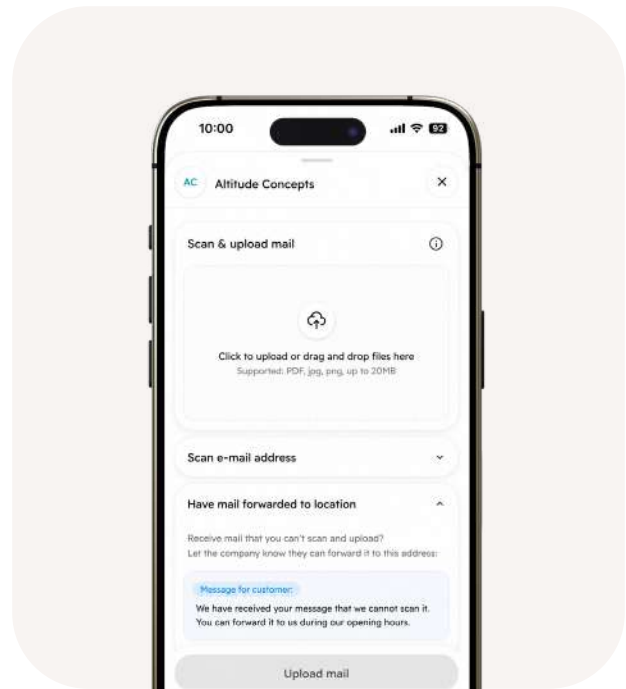 10:00
92
AC Altitude Concepts
Scan & upload mail
Click to upload or drag and drop files here
Supported: PDF, jpg, png, up to 20MB
Scan e-mail address
Have mail forwarded to location
Receive mail that you can't scan and upload?
Let the company know they can forward it to this address:
Message for customer:
We have received your message that we cannot scan it.
You can forward it to us during our opening hours.
Upload mail